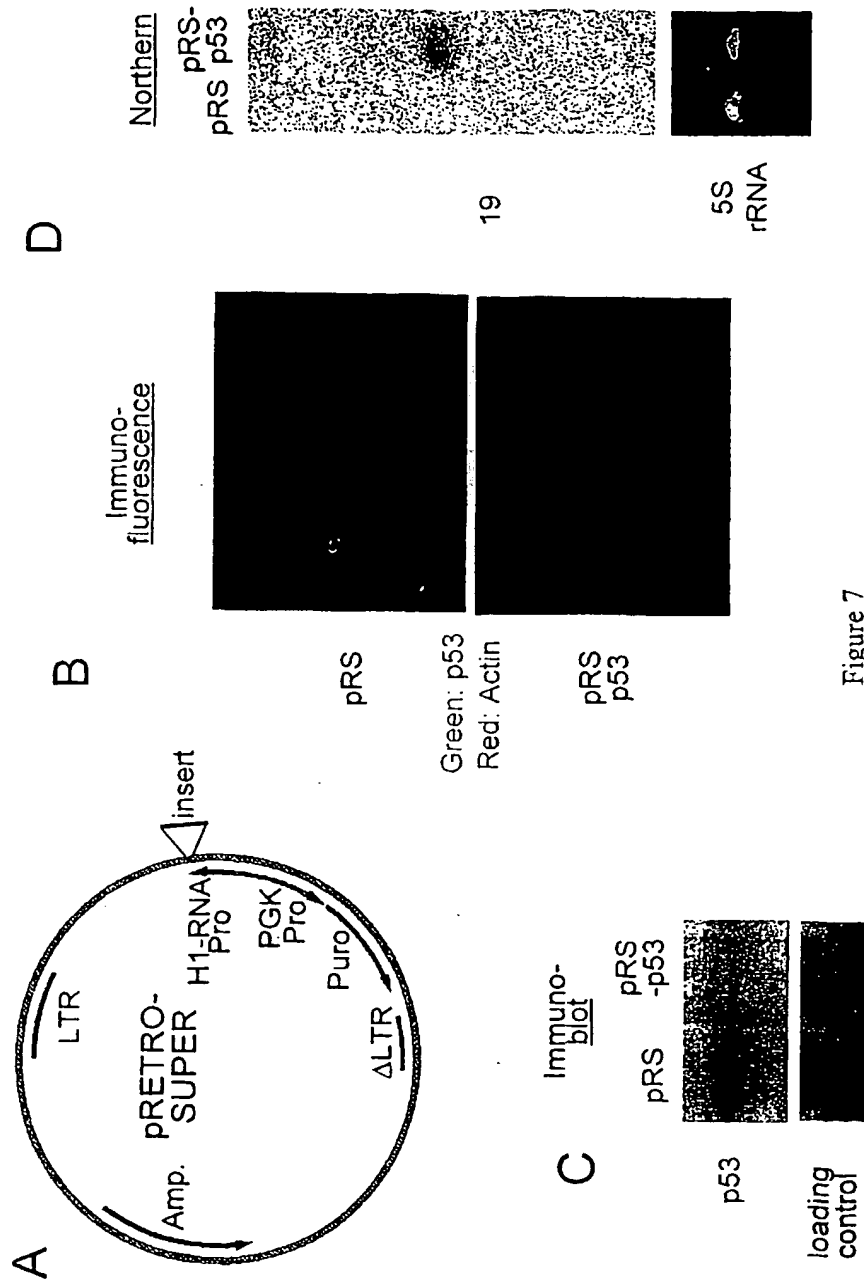 A
Amp.
LTR
pRETRO-
SUPER
H1-RNA
Pro
insert
PGK
Pro
Puro
ΔLTR
B
Immuno-
fluorescence
pRS
Green: p53
Red: Actin
pRS
p53
C
Immuno-
blot
pRS
pRS
-p53
p53
loading
control
D
Northern
pRS
pRS-
p53
19
5S
rRNA
Figure 7